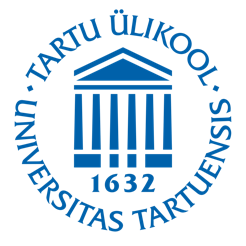 TARTU ÜLIKOOL
1632
UNIVERSITAS TARTUENSIS